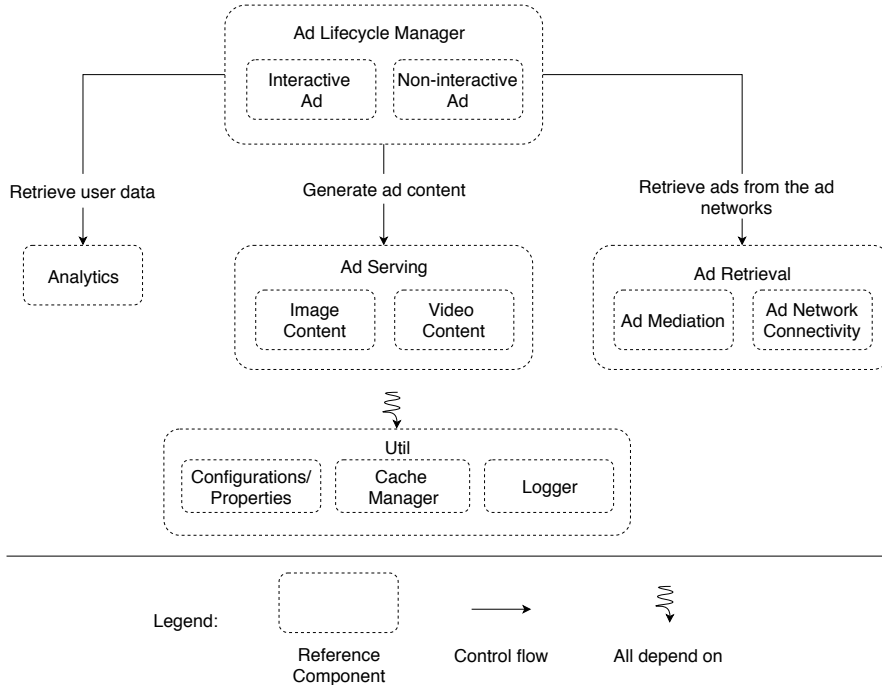 Ad Lifecycle Manager
Interactive
Ad
Non-interactive
Ad
Retrieve user data
Generate ad content
Retrieve ads from the ad
networks
Analytics
Ad Serving
Image
Content
Video
Content
Ad Retrieval
Ad Mediation
Ad Network
Connectivity
Util
Configurations/
Properties
Cache
Manager
Logger
Legend:
Reference
Component
Control flow
All depend on